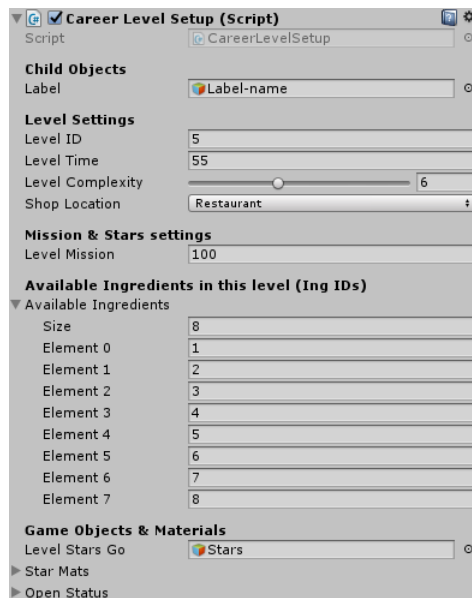 Career Level Setup (Script)
Script CareerLevelSetup
Child Objects
Label Label-name
Level Settings
Level ID 5
Level Time 55
Level Complexity 6
Shop Location Restaurant
Mission & Stars settings
Level Mission 100
Available Ingredients in this level (Ing IDs)
Available Ingredients
Size 8
Element 0 1
Element 1 2
Element 2 3
Element 3 4
Element 4 5
Element 5 6
Element 6 7
Element 7 8
Game Objects & Materials
Level Stars Go Stars
Star Mats
Open Status